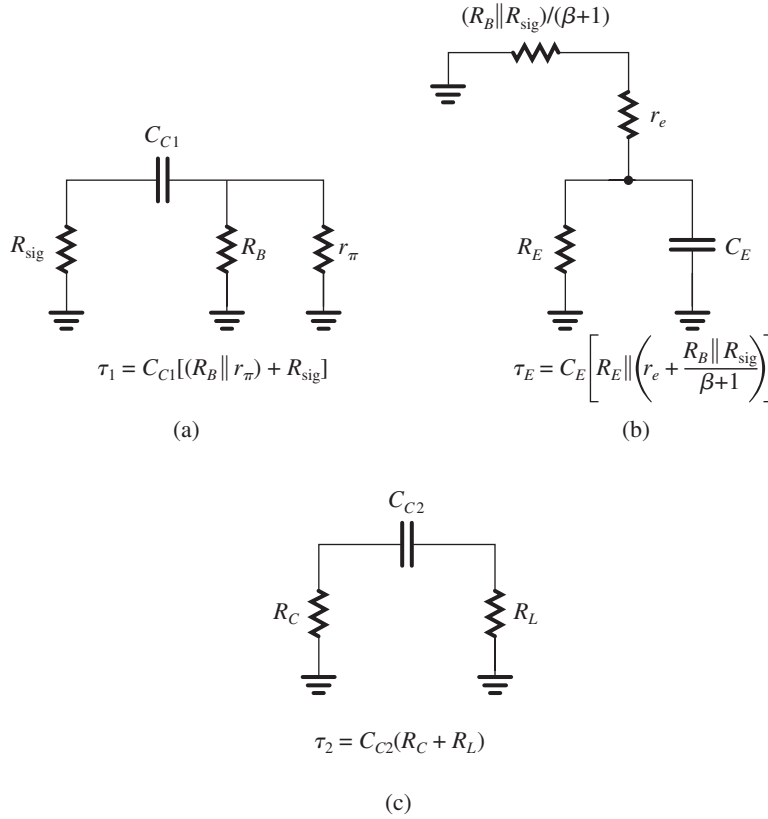 (R_B‖R_sig)/(β+1)
r_e
C_C1
R_sig
R_B
r_π
R_E
C_E
τ_1 = C_C1[(R_B ‖ r_π) + R_sig]
τ_E = C_E[R_E ‖ (r_e + (R_B ‖ R_sig)/(β+1))]
(a)
(b)
C_C2
R_C
R_L
τ_2 = C_C2(R_C + R_L)
(c)